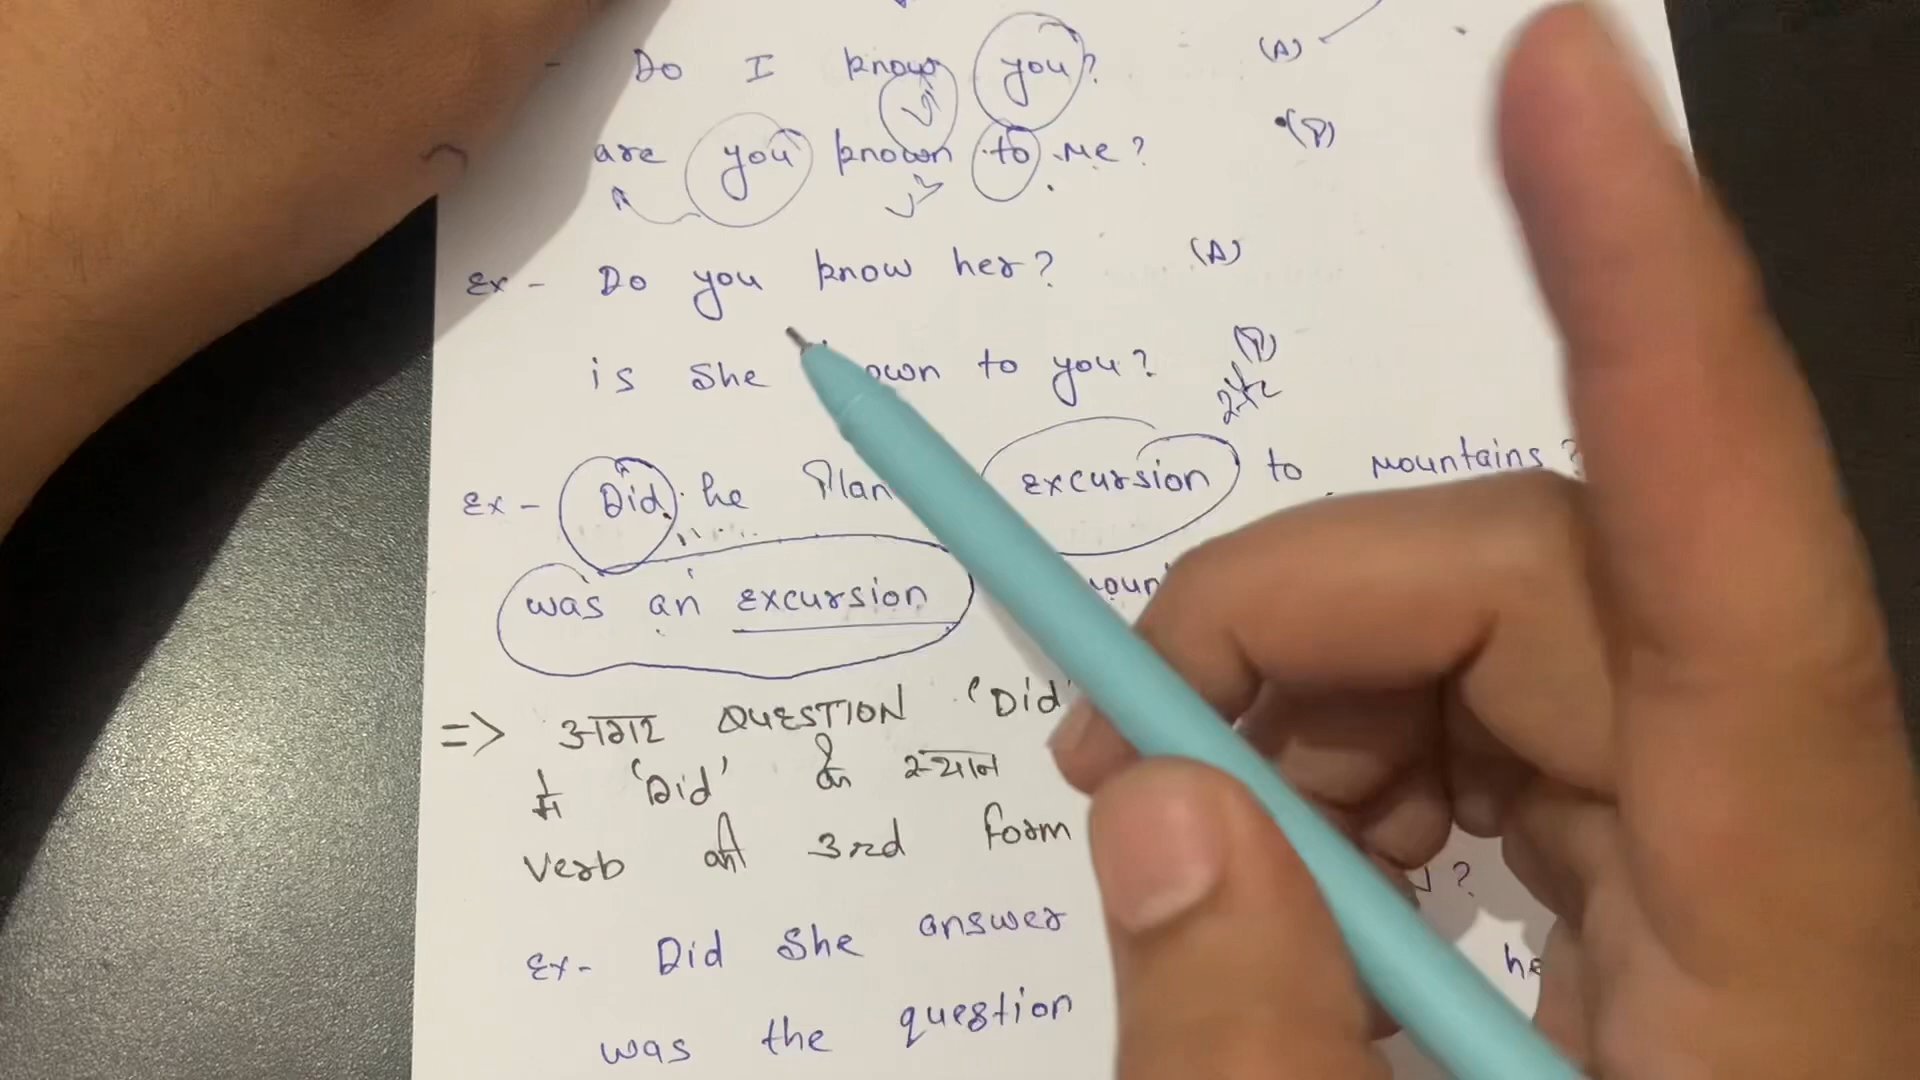 - Do I know you? (A)
are you known to me? (P)
V3
Ex - Do you know her? (A)
is she known to you? (P)
Ex - Did he Plan excursion to mountains?
was an excursion
=> अगर QUESTION 'Did'
में 'Did' के स्थान
verb की 3rd form
Ex- Did She answer
was the question